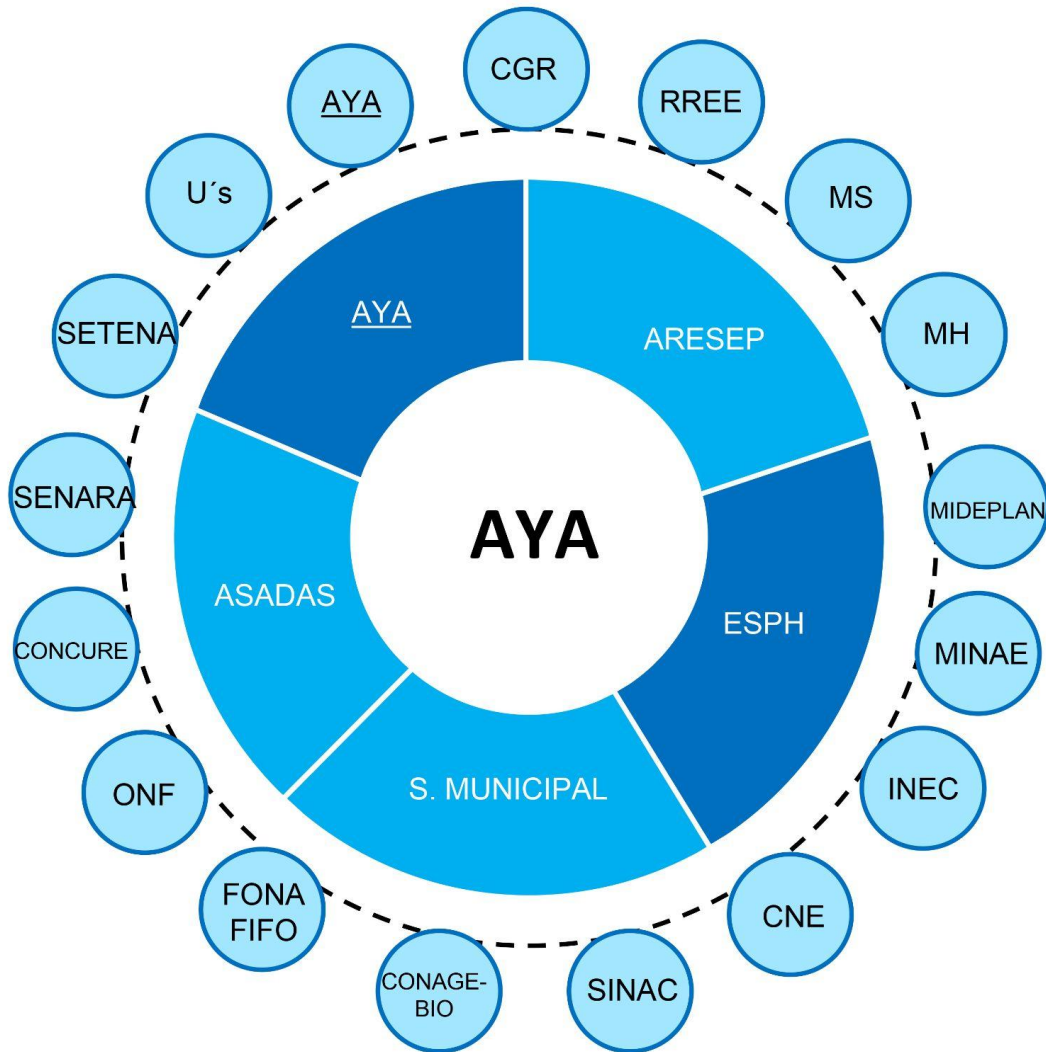 CGR
RREE
MS
MH
MIDEPLAN
MINAE
INEC
CNE
SINAC
CONAGE-
BIO
FONA
FIFO
ONF
CONCURE
SENARA
SETENA
U´s
AYA
AYA
ARESEP
ESPH
S. MUNICIPAL
ASADAS
AYA